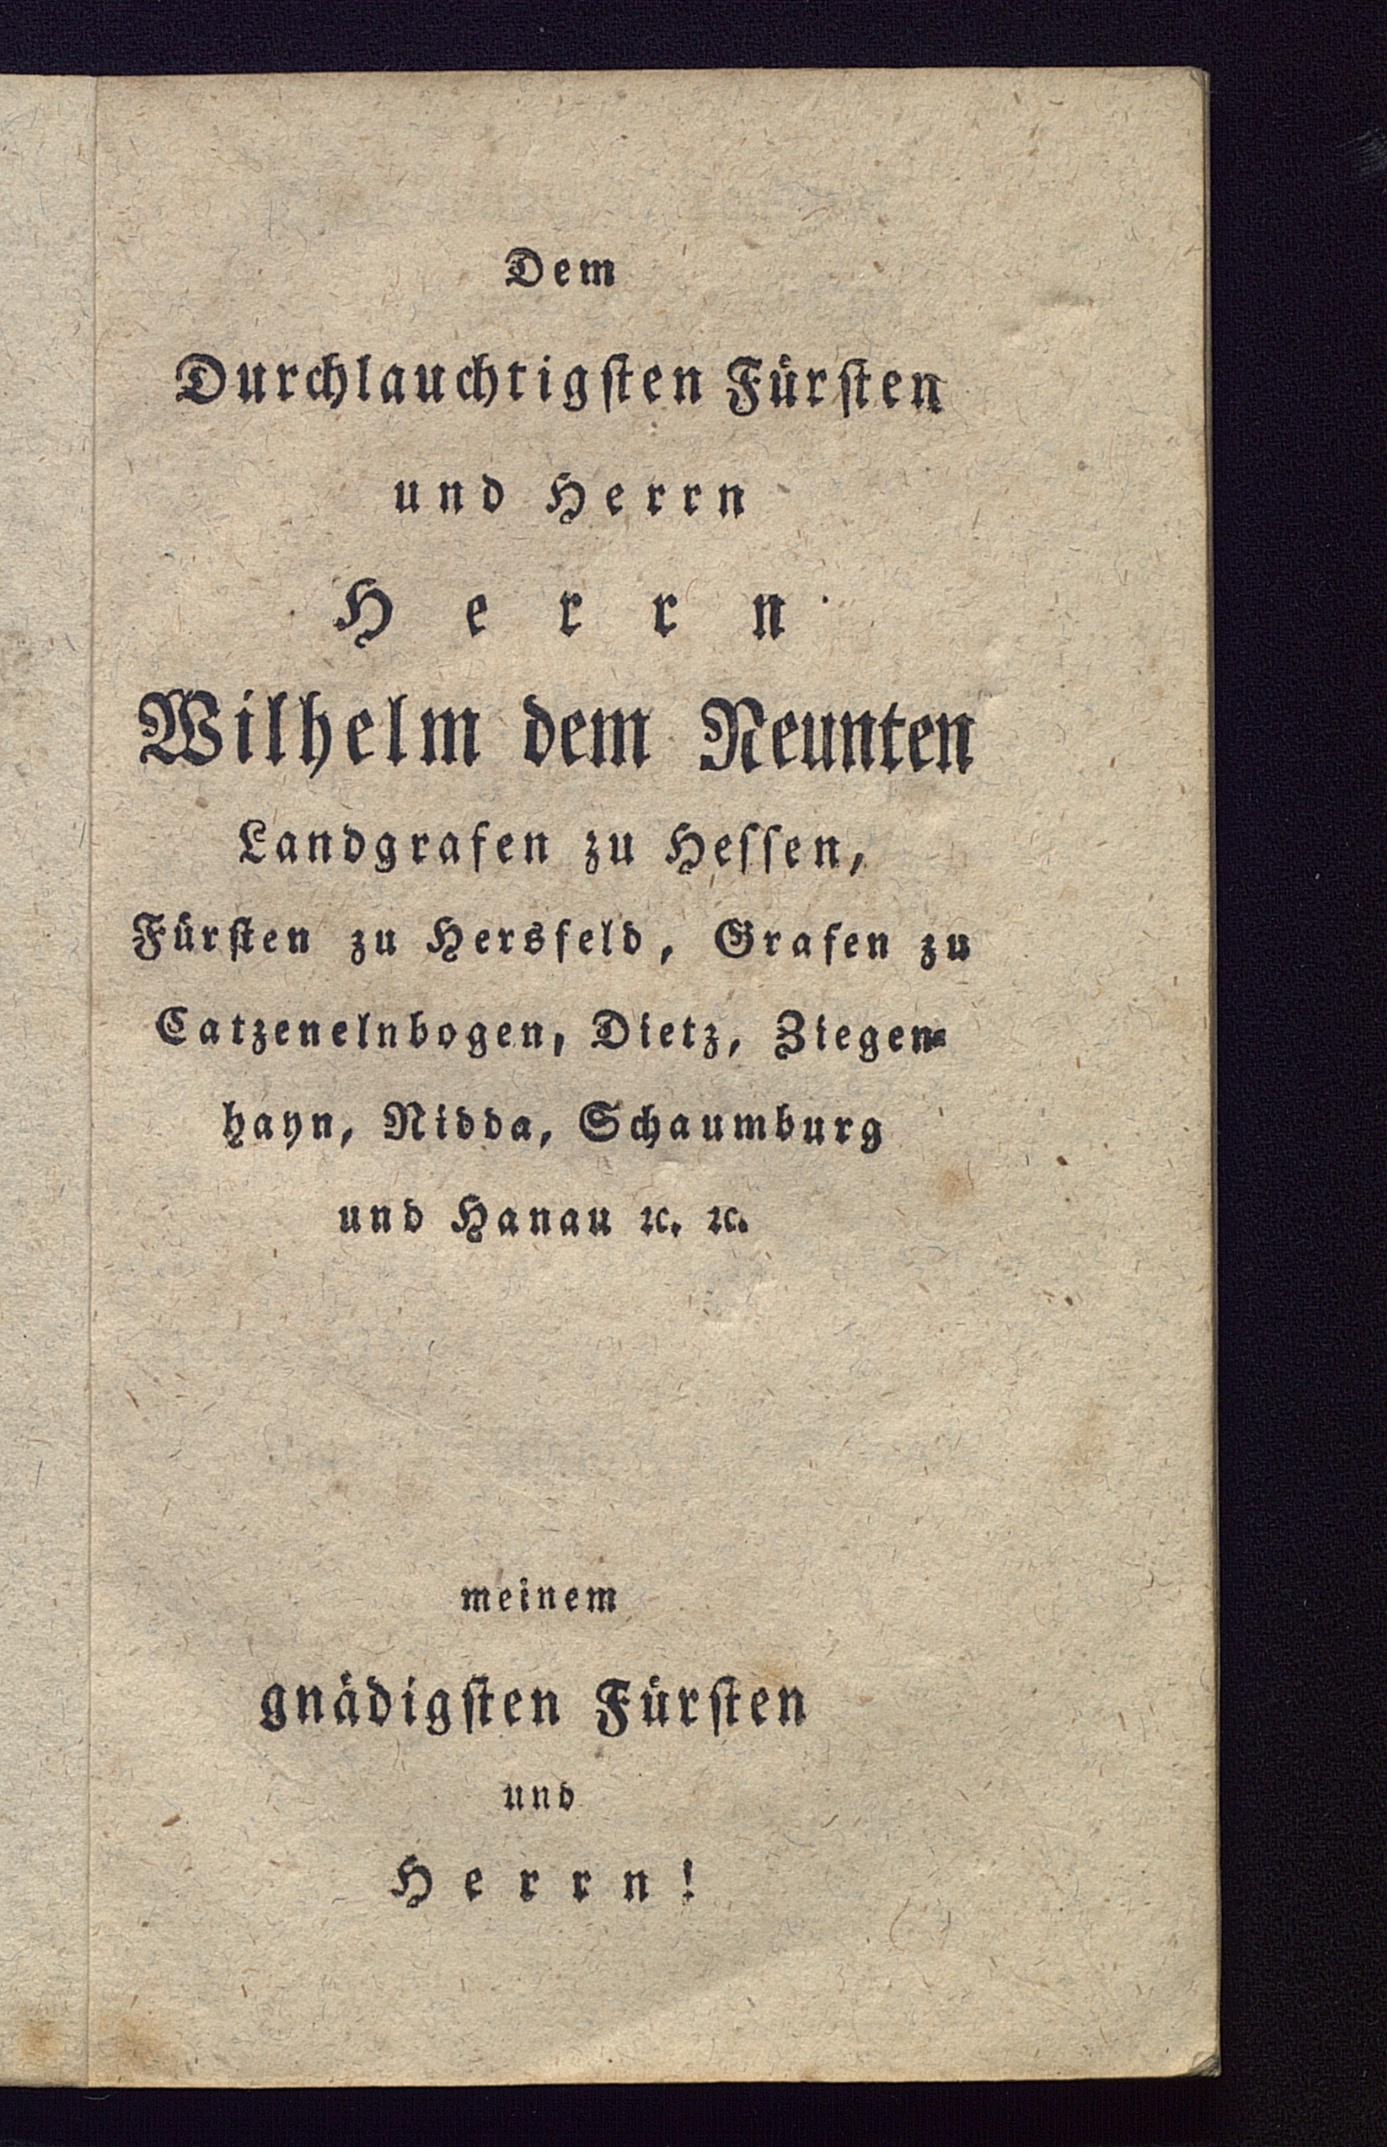 Dem
Durchlauchtigſten Fürſten
und Herrn
Herrn
Wilhelm dem Neunten
Landgrafen zu Heſſen,
Fürſten zu Hersfeld, Grafen zu
Catzenelnbogen, Dietz, Ziegen⸗
hayn, Nidda, Schaumburg
und Hanau ꝛc. ꝛc.
meinem
gnädigſten Fürſten
und
Herrn!